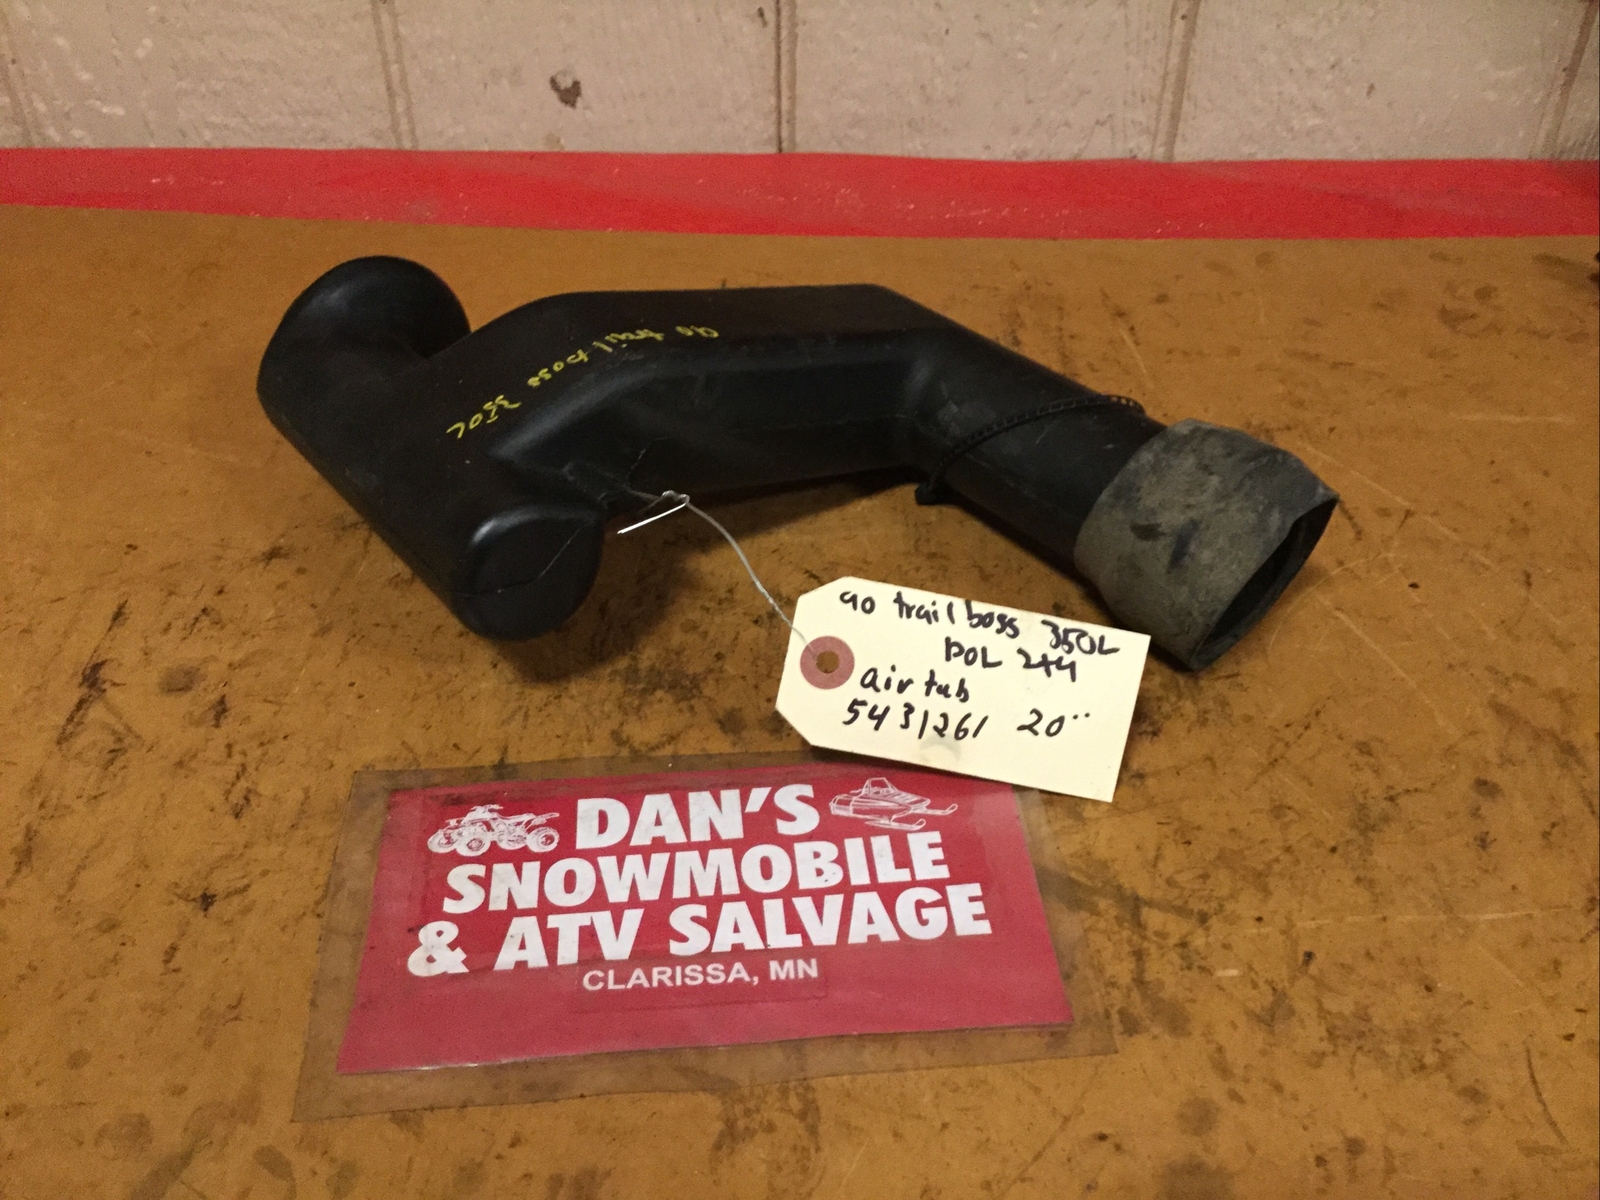 90 trail boss 350L
90 trail boss 350L
POL 2x4
air tub
5431261 20"
DAN'S
SNOWMOBILE
& ATV SALVAGE
CLARISSA, MN